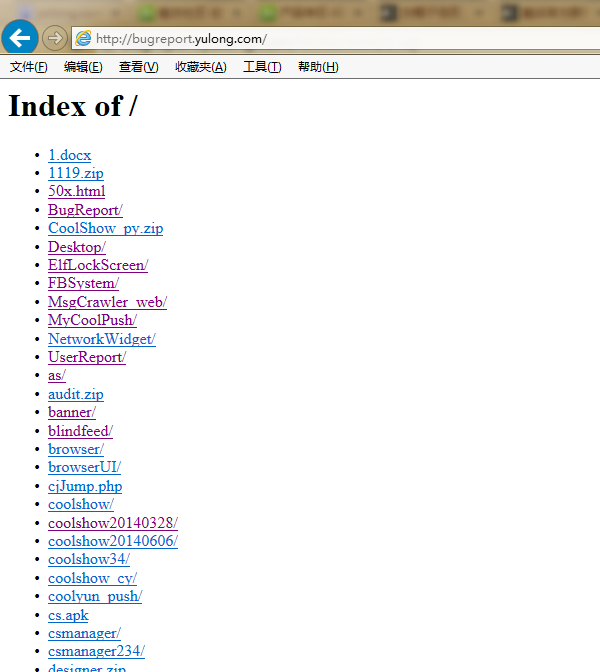 http://bugreport.yulong.com/
文件(F) 编辑(E) 查看(V) 收藏夹(A) 工具(T) 帮助(H)
Index of /
1.docx
1119.zip
50x.html
BugReport/
CoolShow_py.zip
Desktop/
ElfLockScreen/
FBSystem/
MsgCrawler_web/
MyCoolPush/
NetworkWidget/
UserReport/
as/
audit.zip
banner/
blindfeed/
browser/
browserUI/
cjJump.php
coolshow/
coolshow20140328/
coolshow20140606/
coolshow34/
coolshow_cy/
coolyun_push/
cs.apk
csmanager/
csmanager234/
designer.zip